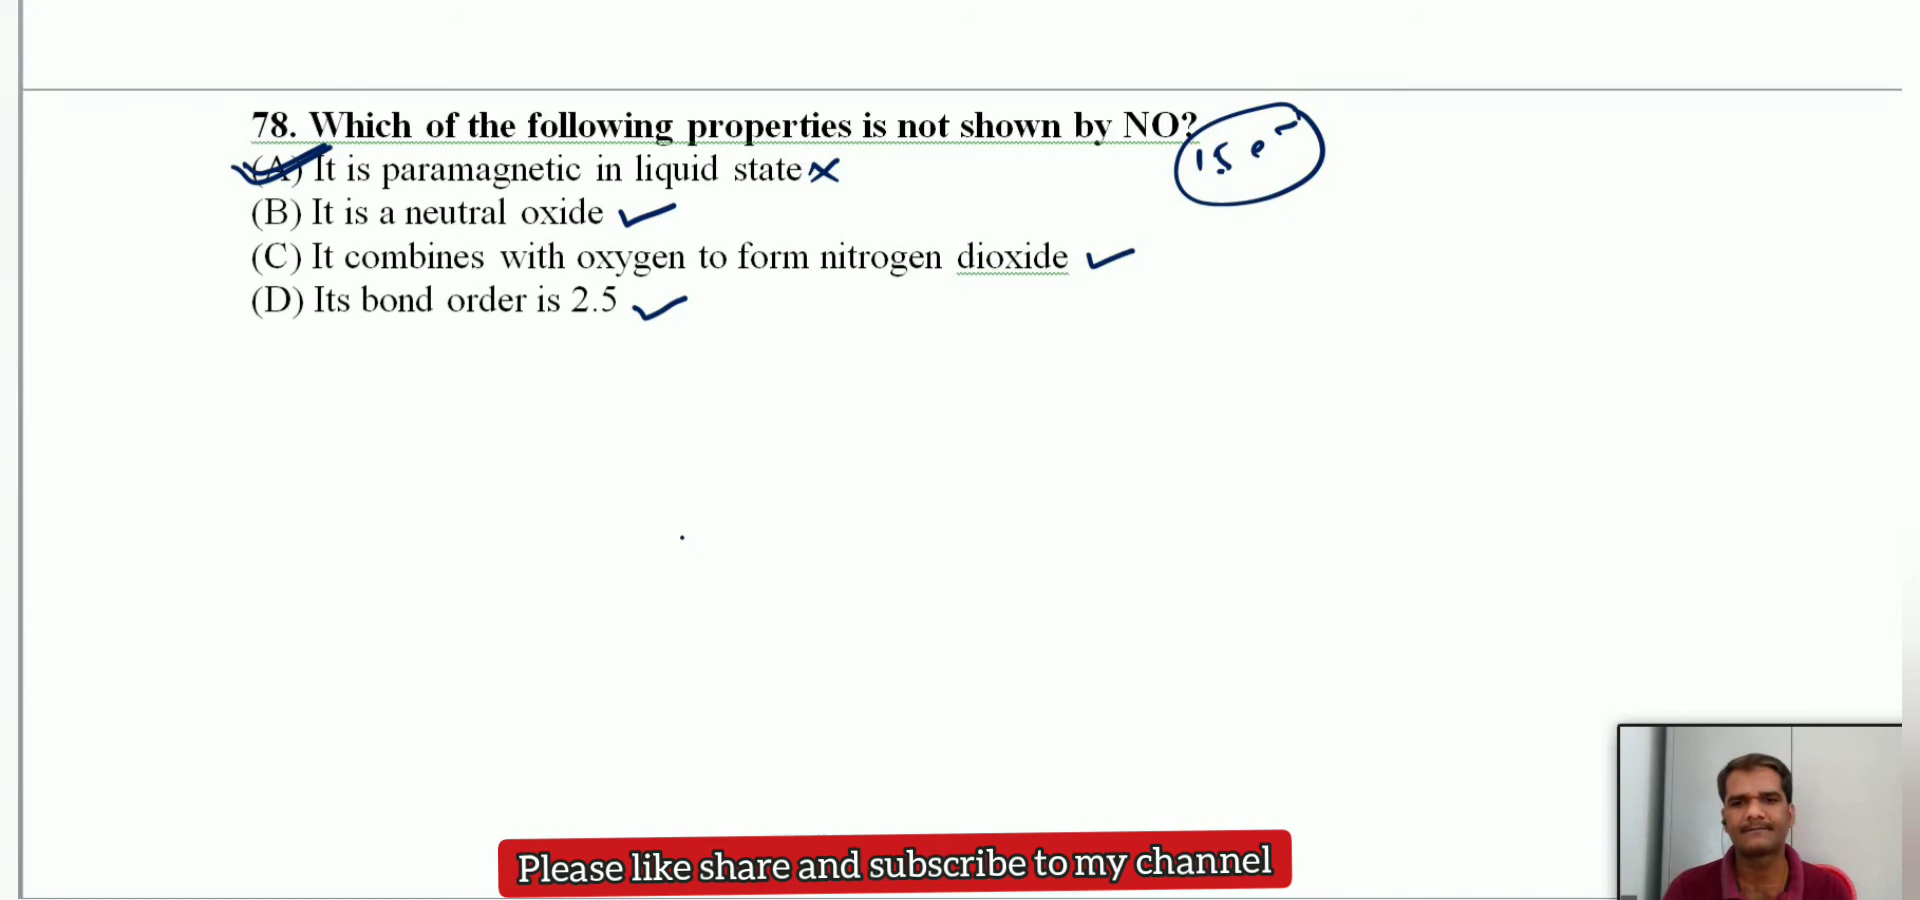 78. Which of the following properties is not shown by NO?
15 e⁻
(A) It is paramagnetic in liquid state
(B) It is a neutral oxide
(C) It combines with oxygen to form nitrogen dioxide
(D) Its bond order is 2.5
Please like share and subscribe to my channel